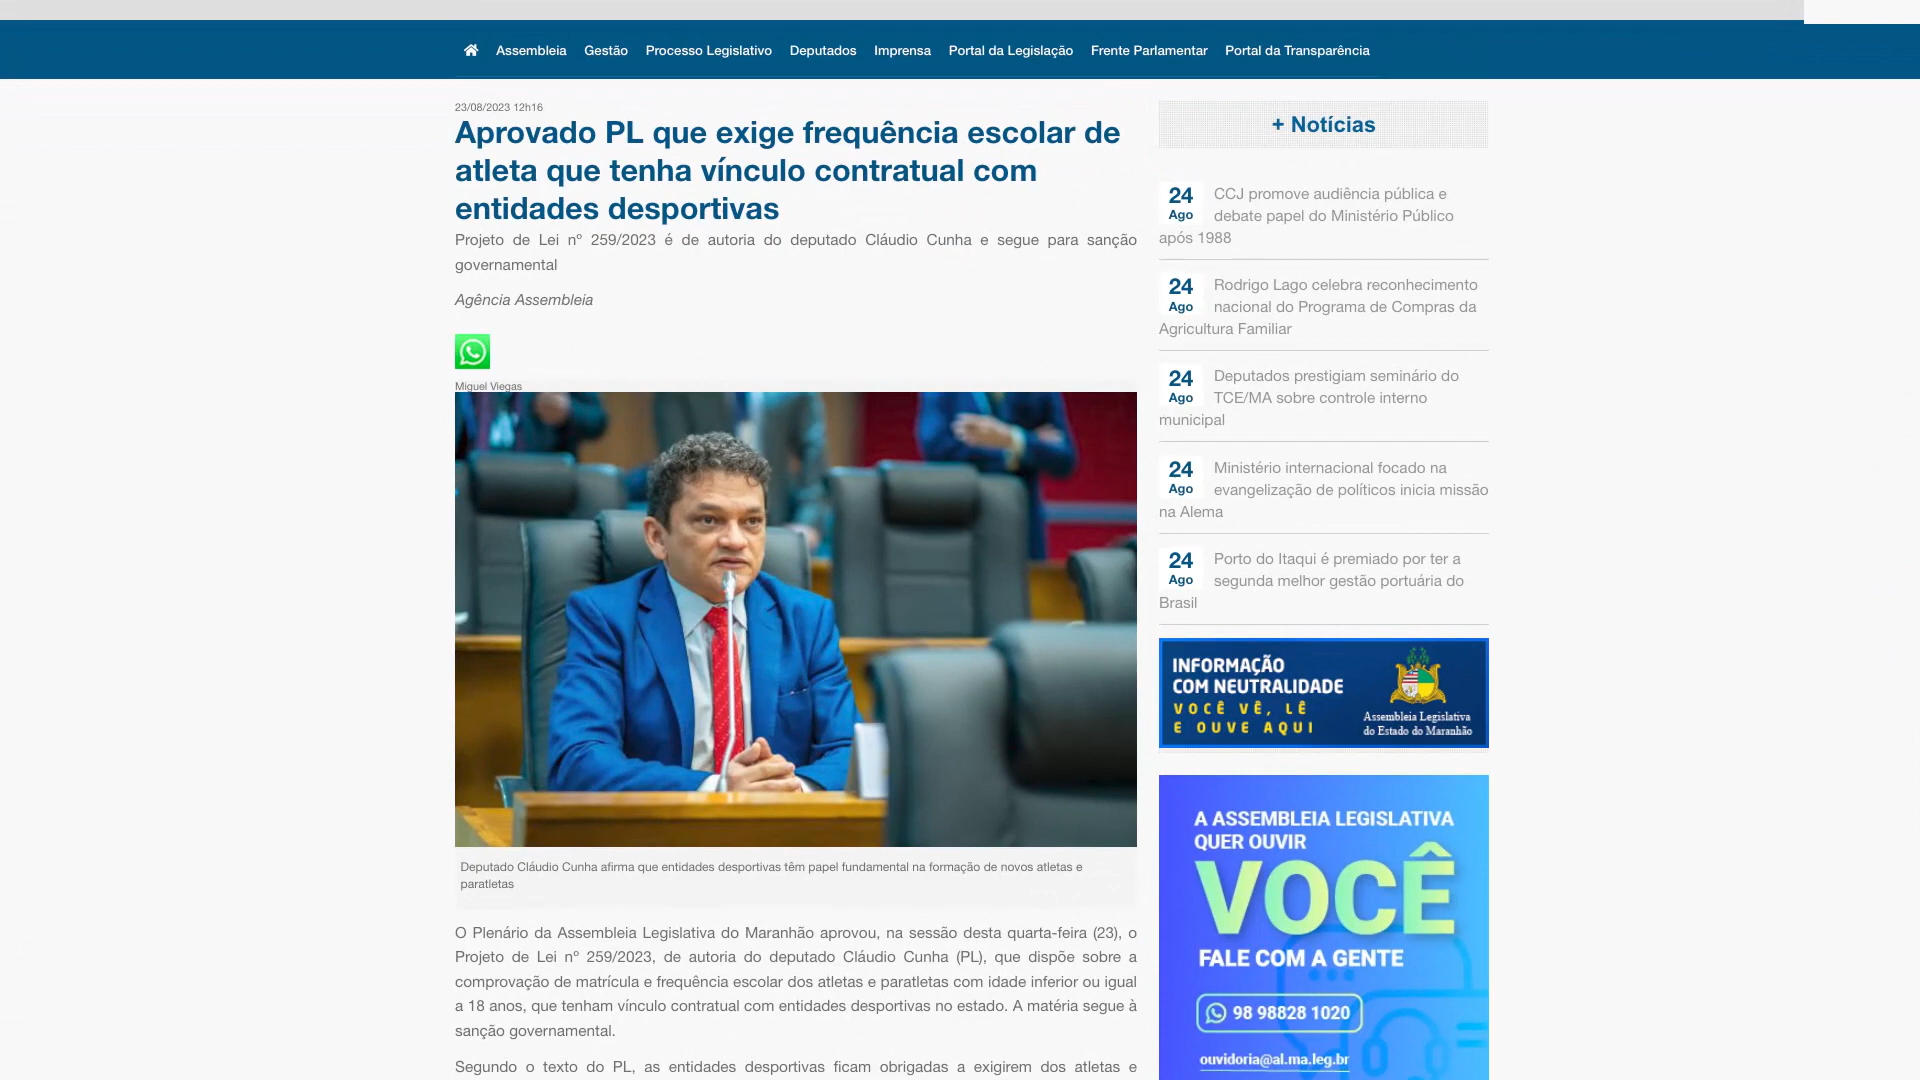 Assembleia Gestão Processo Legislativo Deputados Imprensa Portal da Legislação Frente Parlamentar Portal da Transparência
23/08/2023 12h16
Aprovado PL que exige frequência escolar de
atleta que tenha vínculo contratual com
entidades desportivas
Projeto de Lei nº 259/2023 é de autoria do deputado Cláudio Cunha e segue para sanção
governamental
Agência Assembleia
Miguel Viegas
Deputado Cláudio Cunha afirma que entidades desportivas têm papel fundamental na formação de novos atletas e
paratletas
O Plenário da Assembleia Legislativa do Maranhão aprovou, na sessão desta quarta-feira (23), o
Projeto de Lei nº 259/2023, de autoria do deputado Cláudio Cunha (PL), que dispõe sobre a
comprovação de matrícula e frequência escolar dos atletas e paratletas com idade inferior ou igual
a 18 anos, que tenham vínculo contratual com entidades desportivas no estado. A matéria segue à
sanção governamental.
Segundo o texto do PL, as entidades desportivas ficam obrigadas a exigirem dos atletas e
+ Notícias
24 CCJ promove audiência pública e
Ago debate papel do Ministério Público
após 1988
24 Rodrigo Lago celebra reconhecimento
Ago nacional do Programa de Compras da
Agricultura Familiar
24 Deputados prestigiam seminário do
Ago TCE/MA sobre controle interno
municipal
24 Ministério internacional focado na
Ago evangelização de políticos inicia missão
na Alema
24 Porto do Itaqui é premiado por ter a
Ago segunda melhor gestão portuária do
Brasil
INFORMAÇÃO
COM NEUTRALIDADE
VOCÊ VÊ, LÊ
E OUVE AQUI
Assembleia Legislativa
do Estado do Maranhão
A ASSEMBLEIA LEGISLATIVA
QUER OUVIR
VOCÊ
FALE COM A GENTE
98 98828 1020
ouvidoria@al.ma.leg.br